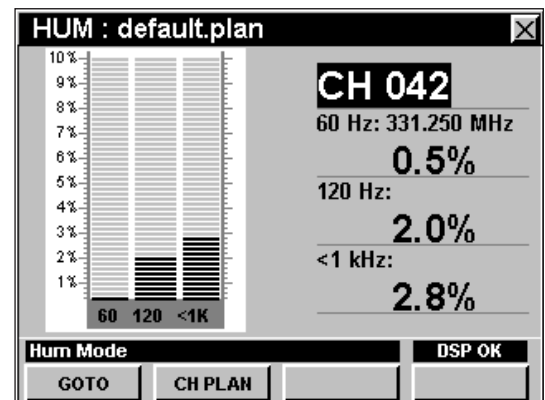 HUM : default.plan
10%
9%
8%
7%
6%
5%
4%
3%
2%
1%
60 120 <1K
CH 042
60 Hz: 331.250 MHz
0.5%
120 Hz:
2.0%
<1 kHz:
2.8%
Hum Mode
DSP OK
GOTO
CH PLAN